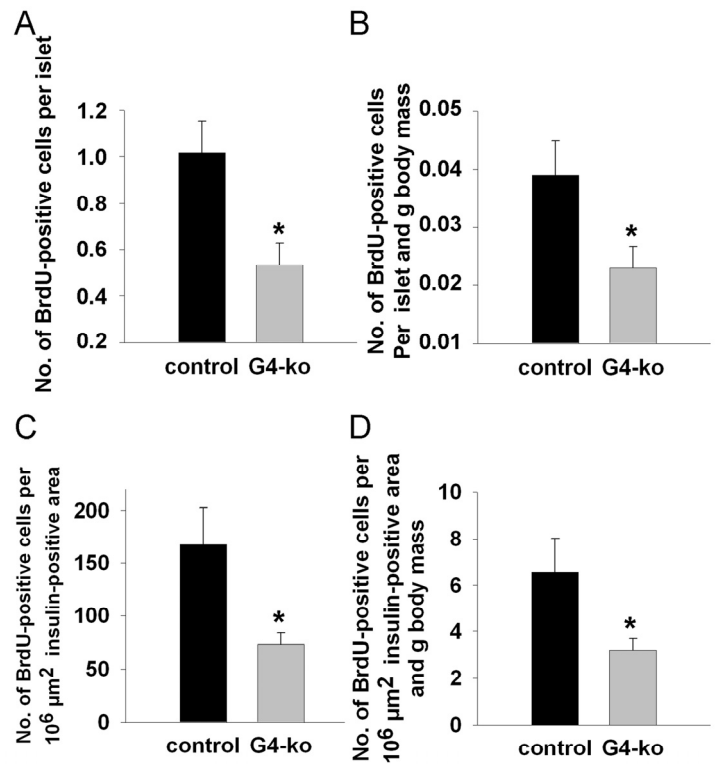 A
No. of BrdU-positive cells per islet
1.2
1.0
0.8
0.6
0.4
0.2
*
control G4-ko
B
No. of BrdU-positive cells
Per islet and g body mass
0.05
0.04
0.03
0.02
0.01
*
control G4-ko
C
No. of BrdU-positive cells per
10⁶ µm² insulin-positive area
200
150
100
50
0
*
control G4-ko
D
No. of BrdU-positive cells per
10⁶ µm² insulin-positive area
and g body mass
10
8
6
4
2
0
*
control G4-ko